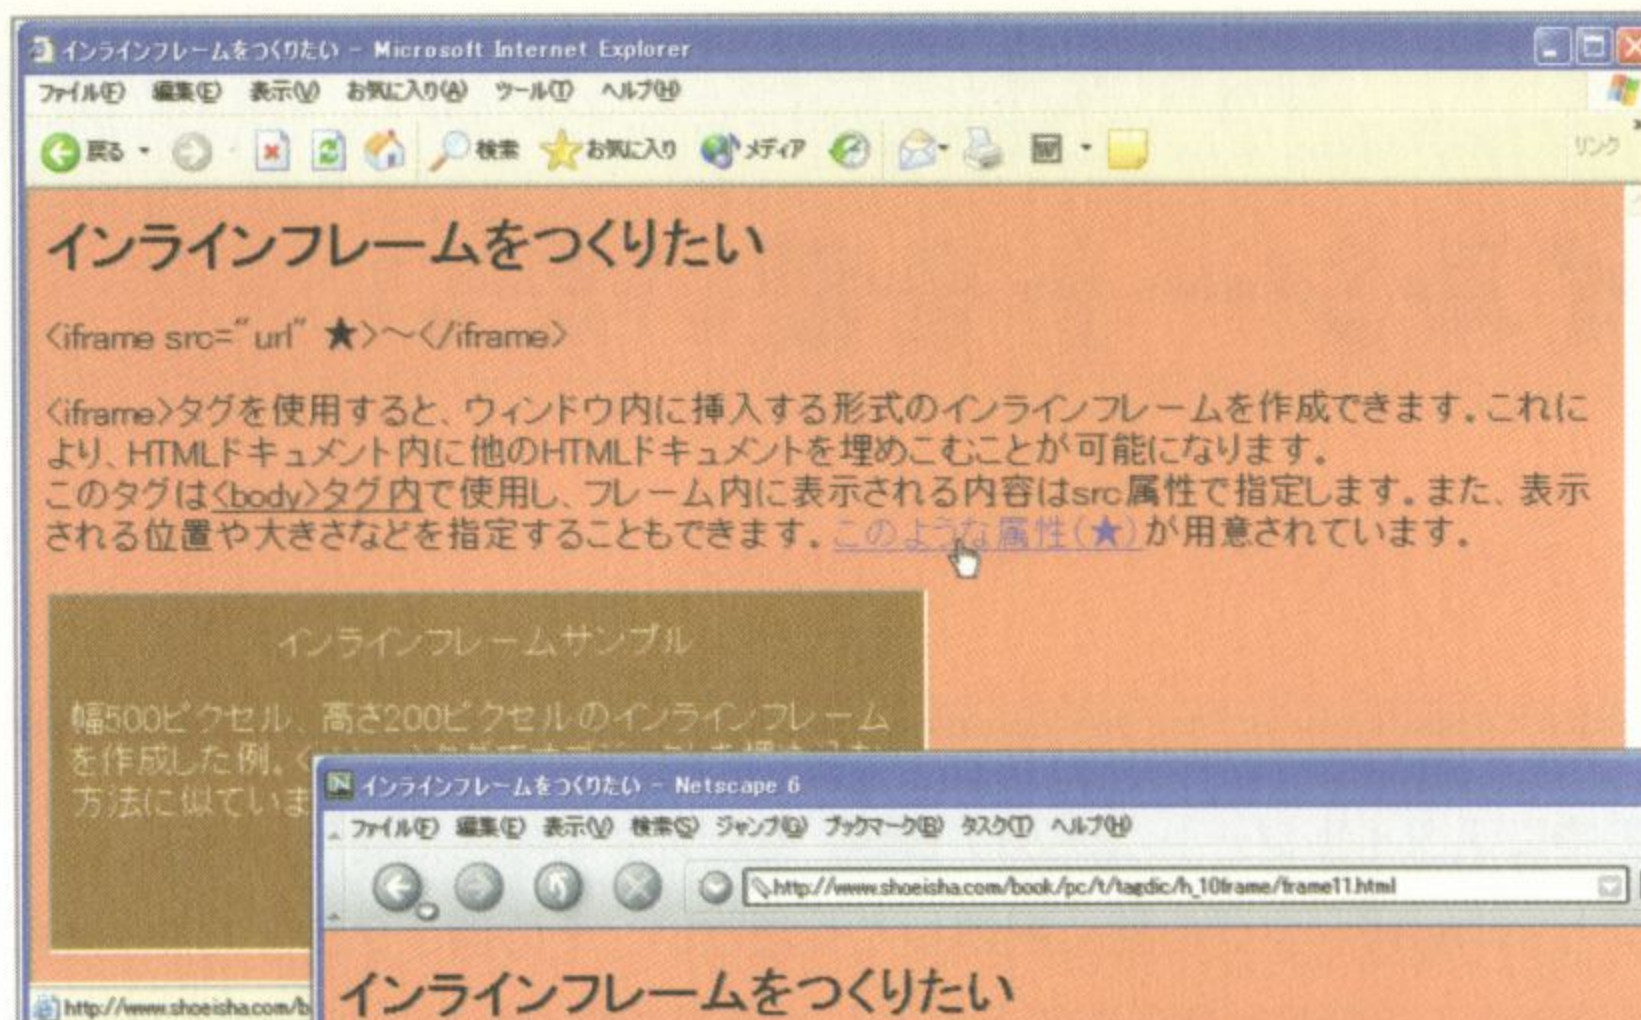 インラインフレームをつくりたい - Microsoft Internet Explorer
ファイル(F) 編集(E) 表示(V) お気に入り(A) ツール(T) ヘルプ(H)
戻る 検索 お気に入り メディア リンク
インラインフレームをつくりたい
<iframe src="url" ★>～</iframe>
<iframe>タグを使用すると、ウィンドウ内に挿入する形式のインラインフレームを作成できます。これに
より、HTMLドキュメント内に他のHTMLドキュメントを埋めこむことが可能になります。
このタグは<body>タグ内で使用し、フレーム内に表示される内容はsrc属性で指定します。また、表示
される位置や大きさなどを指定することもできます。このような属性(★)が用意されています。
インラインフレームサンプル
幅500ピクセル、高さ200ピクセルのインラインフレーム
を作成した例。<
方法に似ていま
インラインフレームをつくりたい - Netscape 6
ファイル(F) 編集(E) 表示(V) 検索(S) ジャンプ(G) ブックマーク(B) タスク(T) ヘルプ(H)
http://www.shoeisha.com/book/pc/t/tagdic/h_10frame/frame11.html
インラインフレームをつくりたい
http://www.shoeisha.com/b